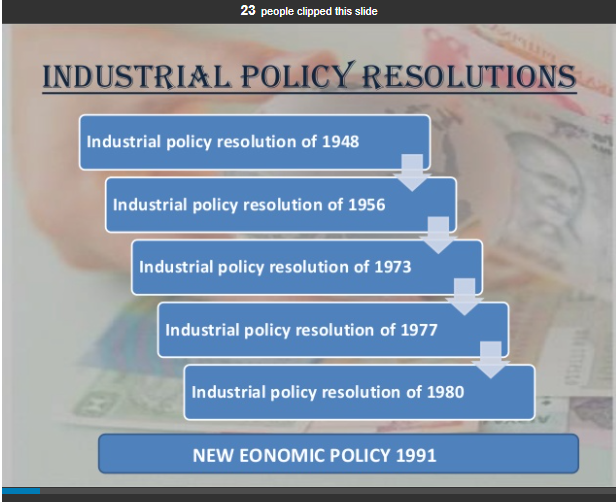 23 people clipped this slide
INDUSTRIAL POLICY RESOLUTIONS
Industrial policy resolution of 1948
Industrial policy resolution of 1956
Industrial policy resolution of 1973
Industrial policy resolution of 1977
Industrial policy resolution of 1980
NEW EONOMIC POLICY 1991